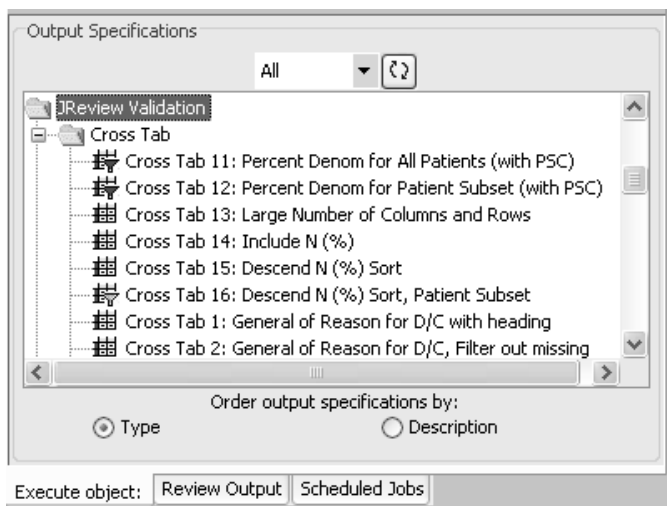 Output Specifications
All
JReview Validation
Cross Tab
Cross Tab 11: Percent Denom for All Patients (with PSC)
Cross Tab 12: Percent Denom for Patient Subset (with PSC)
Cross Tab 13: Large Number of Columns and Rows
Cross Tab 14: Include N (%)
Cross Tab 15: Descend N (%) Sort
Cross Tab 16: Descend N (%) Sort, Patient Subset
Cross Tab 1: General of Reason for D/C with heading
Cross Tab 2: General of Reason for D/C, Filter out missing
Order output specifications by:
Type Description
Execute object: Review Output Scheduled Jobs